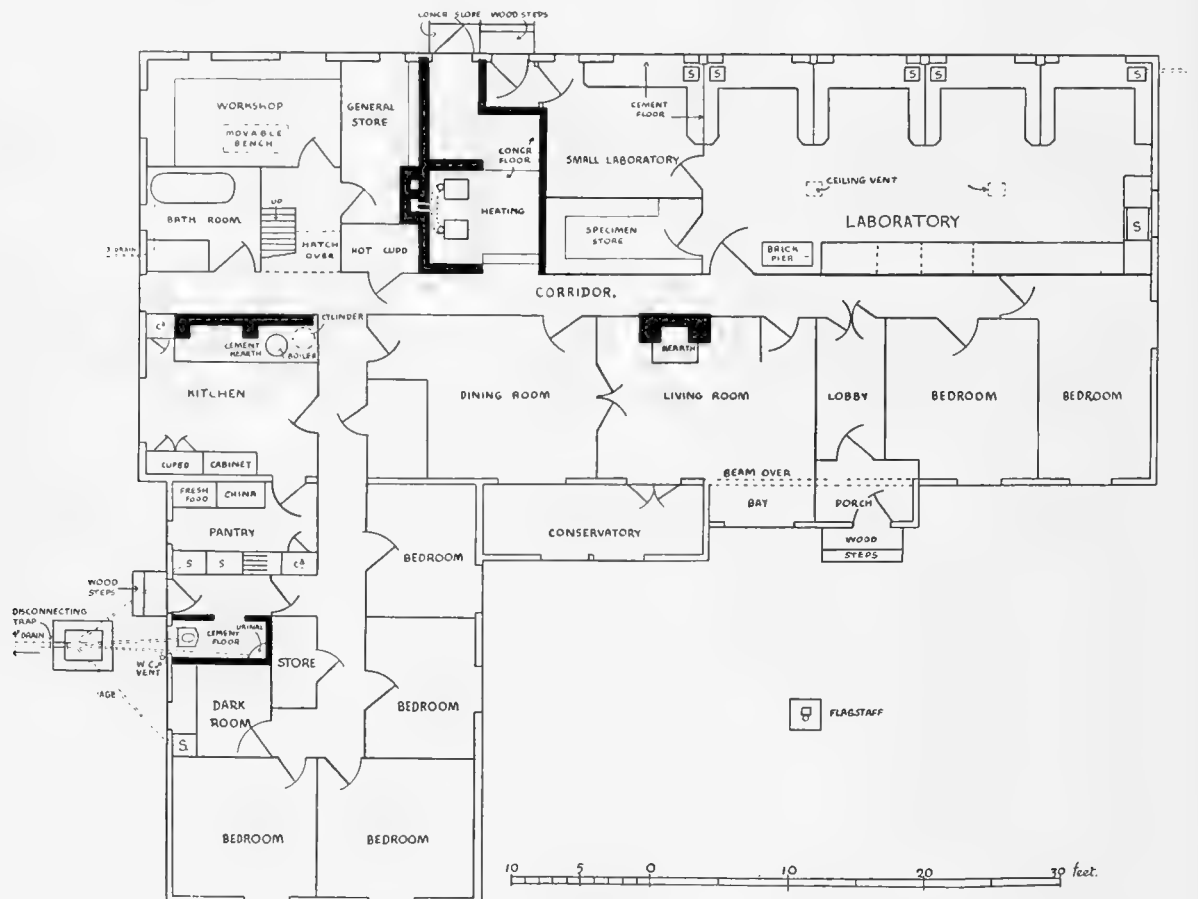 CONCR SLOPE WOOD STEPS
WORKSHOP
MOVABLE
BENCH
GENERAL
STORE
CONCR
FLOOR
CEMENT
FLOOR
S S S S S
SMALL LABORATORY
CEILING VENT
BATH ROOM
UP
HATCH
OVER
HOT CUPD
HEATING
SPECIMEN
STORE
BRICK
PIER
LABORATORY
S
DRAIN
CORRIDOR.
CYLINDER
CEMENT
HEARTH
BOILER
HEARTH
KITCHEN
DINING ROOM
LIVING ROOM
LOBBY
BEDROOM
BEDROOM
CUPBD CABINET
FRESH
FOOD
CHINA
PANTRY
S S
BEAM OVER
BAY
PORCH
WOOD
STEPS
CONSERVATORY
BEDROOM
WOOD
STEPS
DISCONNECTING
TRAP
4" DRAIN
URINAL
CEMENT
FLOOR
W.C.
VENT
STORE
AGE
DARK
ROOM
S
BEDROOM
FLAGSTAFF
BEDROOM
BEDROOM
10 5 0 10 20 30 feet.